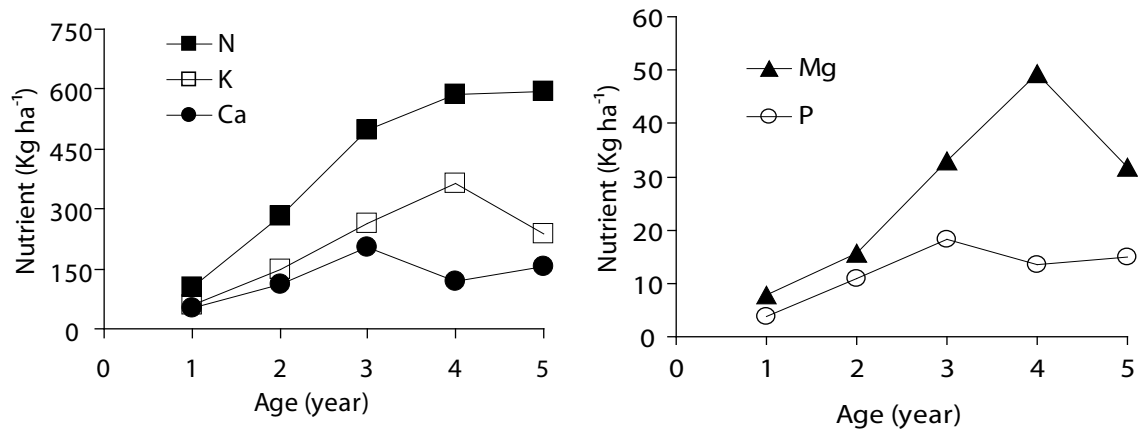 750
600
450
300
150
0
Nutrient (Kg ha⁻¹)
N
K
Ca
0 1 2 3 4 5
Age (year)
60
50
40
30
20
10
0
Nutrient (Kg ha⁻¹)
Mg
P
0 1 2 3 4 5
Age (year)